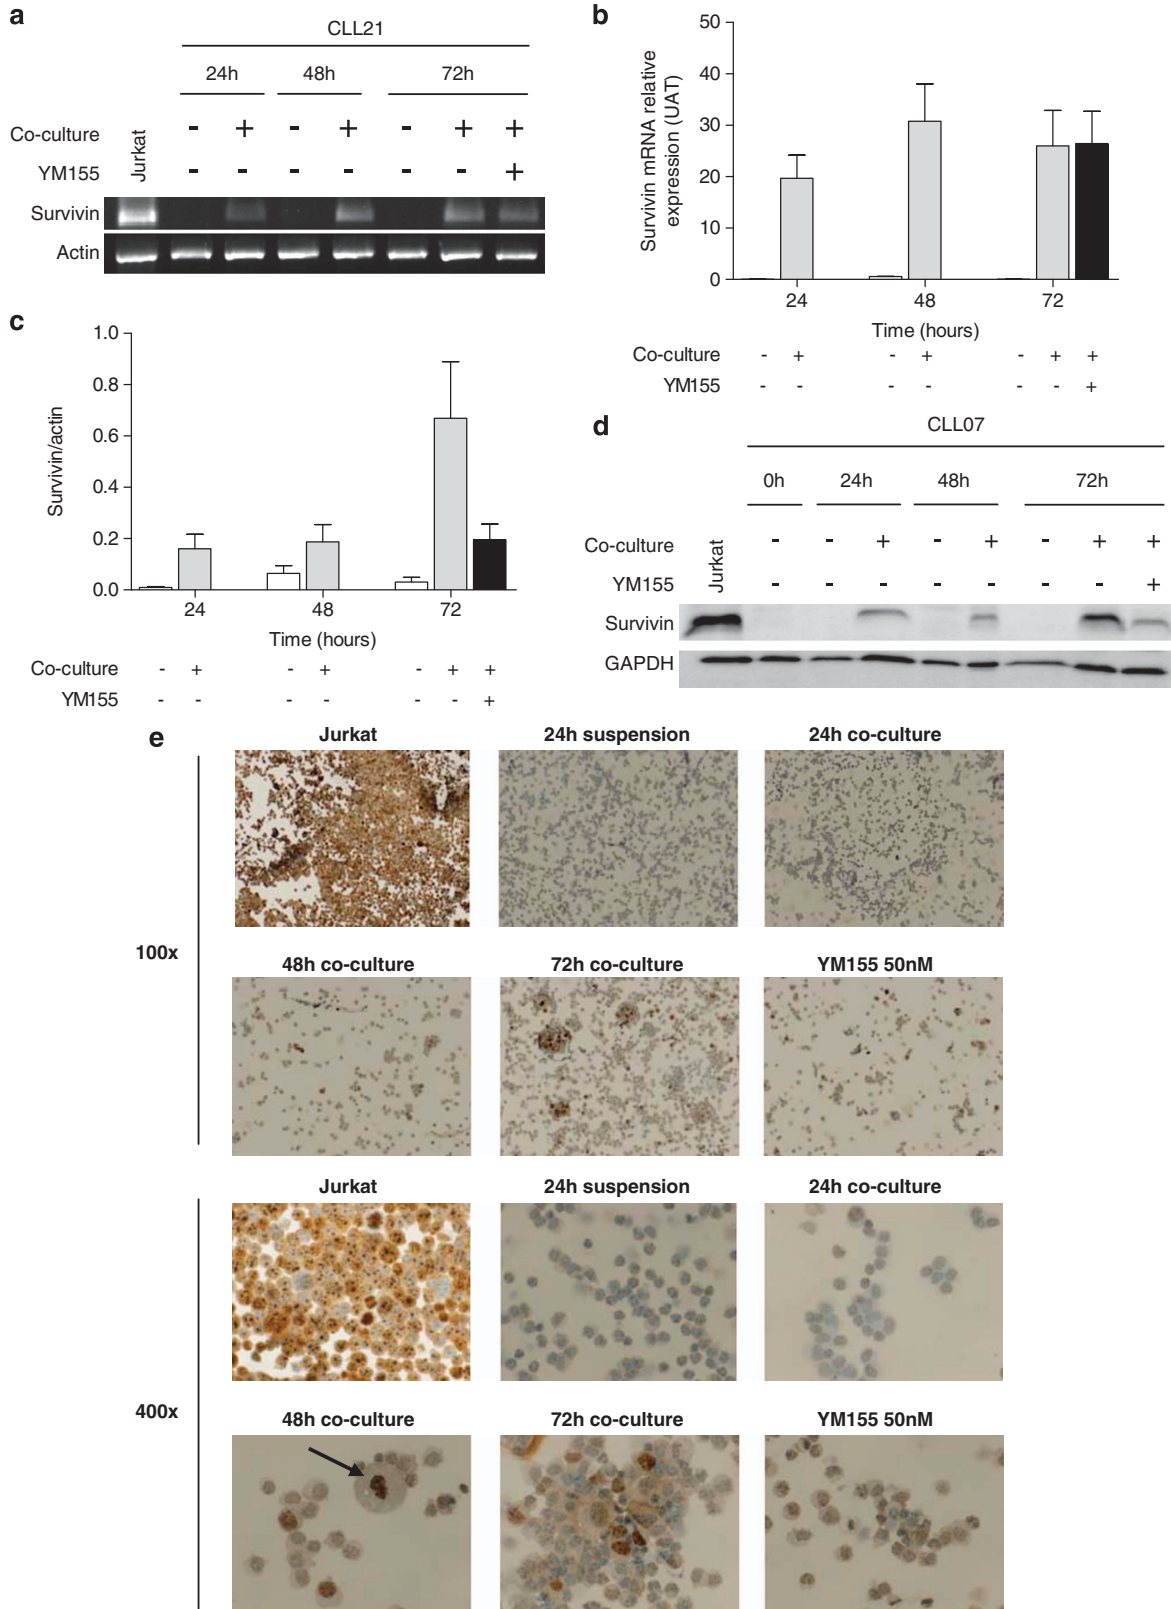 a
CLL21
24h 48h 72h
Co-culture - + - + - + +
YM155 - - - - - - +
Jurkat
Survivin
Actin
b
Survivin mRNA relative
expression (UAT)
50
40
30
20
10
0
24 48 72
Time (hours)
Co-culture - + - + - + +
YM155 - - - - - - +
c
Survivin/actin
1.0
0.8
0.6
0.4
0.2
0.0
24 48 72
Time (hours)
Co-culture - + - + - + +
YM155 - - - - - - +
d
CLL07
0h 24h 48h 72h
Co-culture - - + - + - + +
YM155 - - - - - - - +
Jurkat
Survivin
GAPDH
e
Jurkat 24h suspension 24h co-culture
100x
48h co-culture 72h co-culture YM155 50nM
Jurkat 24h suspension 24h co-culture
400x
48h co-culture 72h co-culture YM155 50nM